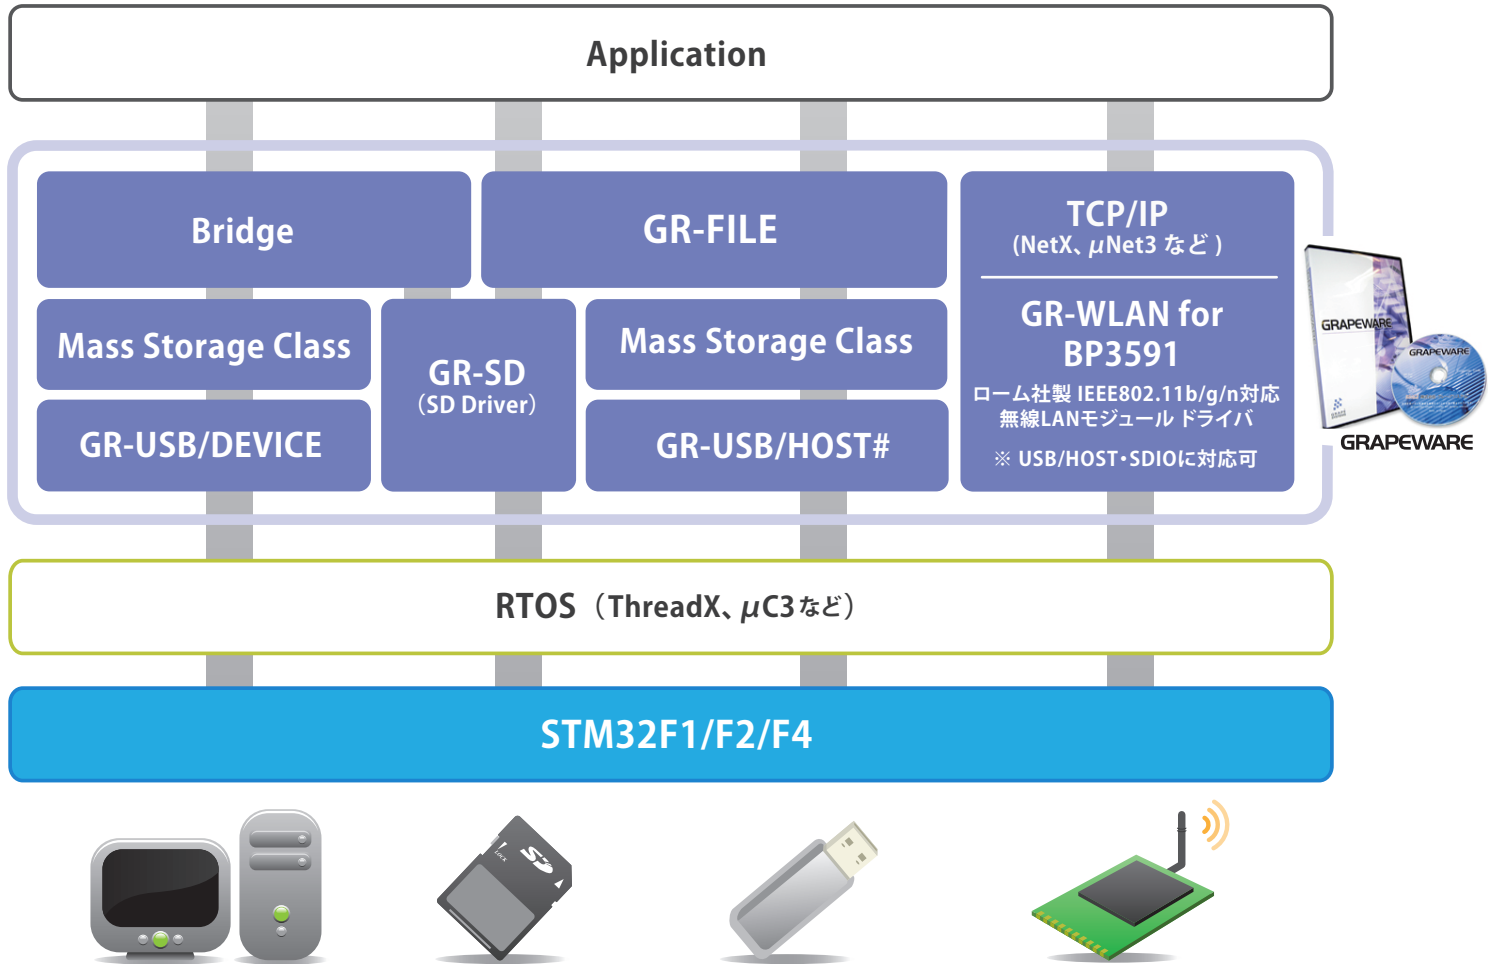 Application
Bridge
GR-FILE
TCP/IP
(NetX、μNet3 など )
Mass Storage Class
GR-SD
（SD Driver）
Mass Storage Class
GR-WLAN for
BP3591
ローム社製 IEEE802.11b/g/n対応
無線LANモジュール ドライバ
※ USB/HOST・SDIOに対応可
GR-USB/DEVICE
GR-USB/HOST#
GRAPEWARE
GRAPEWARE
GRAPEWARE
RTOS（ThreadX、μC3など）
STM32F1/F2/F4
LOCK
SD